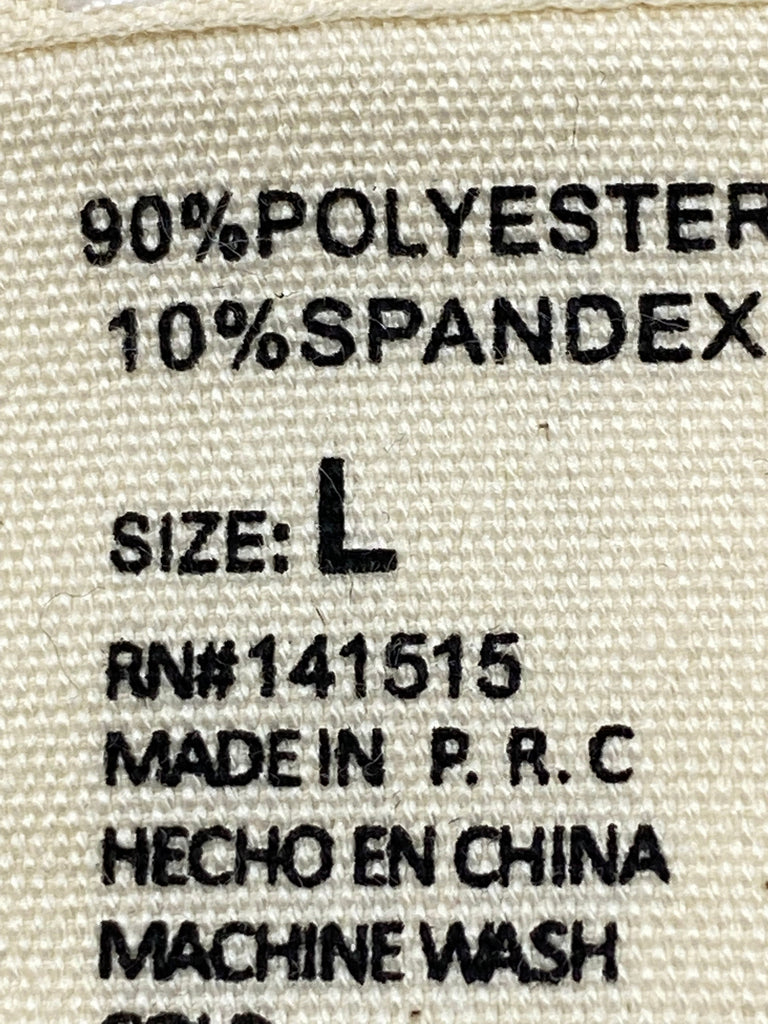 90%POLYESTER
10%SPANDEX
SIZE: L
RN#141515
MADE IN P. R. C
HECHO EN CHINA
MACHINE WASH